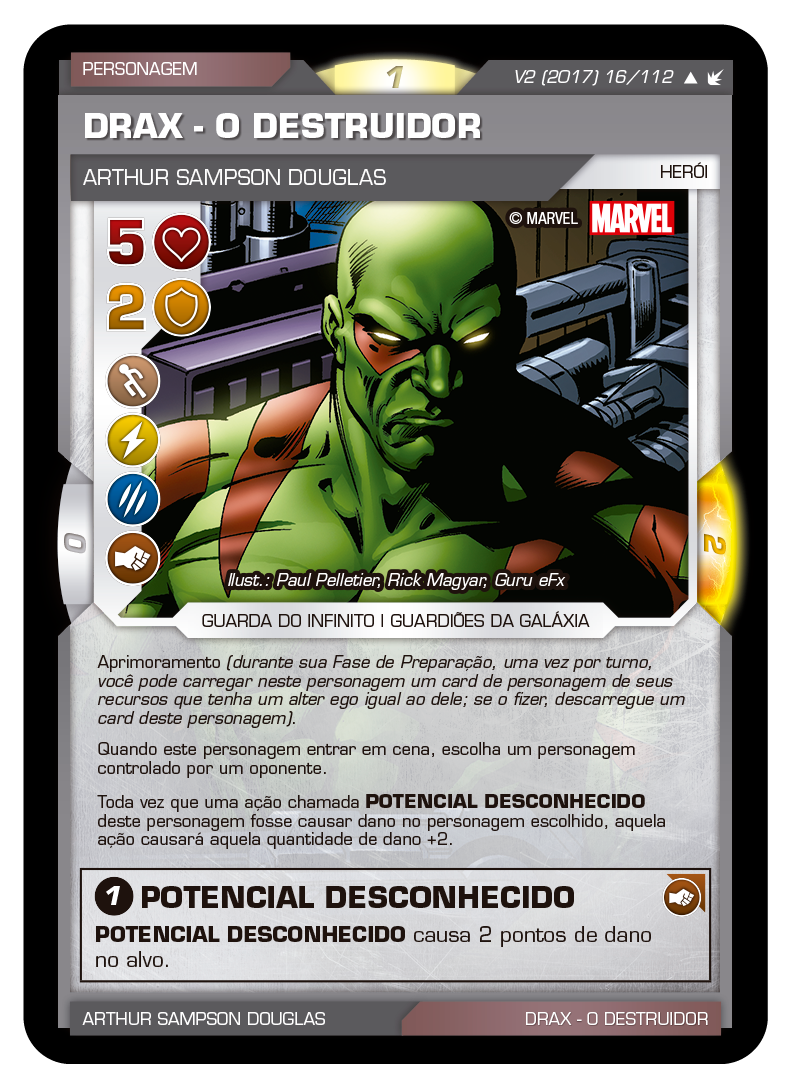 PERSONAGEM
1
V2 (2017) 16/112
DRAX - O DESTRUIDOR
ARTHUR SAMPSON DOUGLAS
HERÓI
© MARVEL MARVEL
5
2
0
2
Ilust.: Paul Pelletier, Rick Magyar, Guru eFx
GUARDA DO INFINITO | GUARDIÕES DA GALÁXIA
Aprimoramento (durante sua Fase de Preparação, uma vez por turno,
você pode carregar neste personagem um card de personagem de seus
recursos que tenha um alter ego igual ao dele; se o fizer, descarregue um
card deste personagem).
Quando este personagem entrar em cena, escolha um personagem
controlado por um oponente.
Toda vez que uma ação chamada POTENCIAL DESCONHECIDO
deste personagem fosse causar dano no personagem escolhido, aquela
ação causará aquela quantidade de dano +2.
1 POTENCIAL DESCONHECIDO
POTENCIAL DESCONHECIDO causa 2 pontos de dano
no alvo.
ARTHUR SAMPSON DOUGLAS
DRAX - O DESTRUIDOR